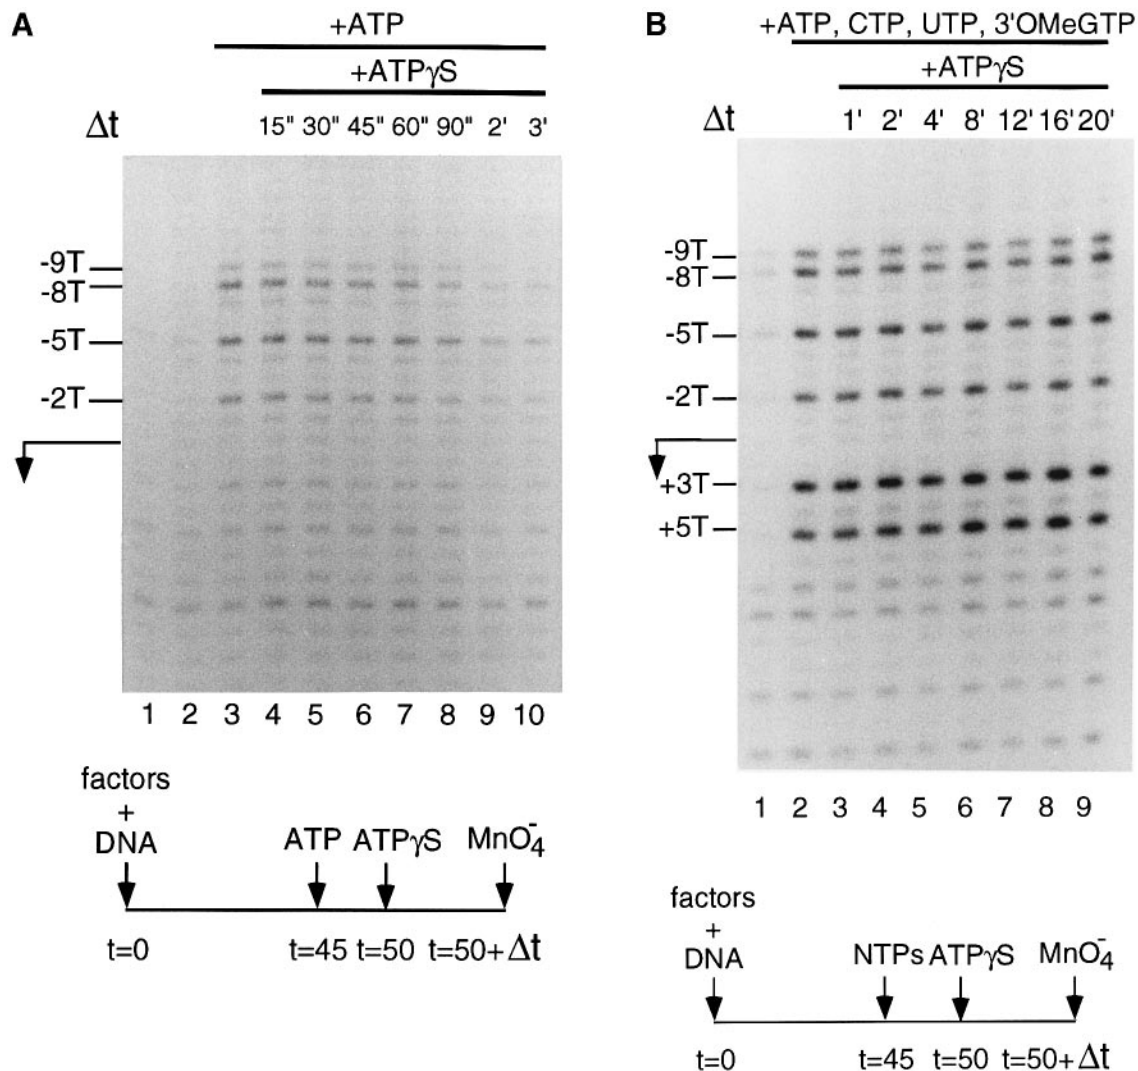 A
+ATP
+ATPγS
Δt 15" 30" 45" 60" 90" 2' 3'
-9T
-8T
-5T
-2T
1 2 3 4 5 6 7 8 9 10
factors
+
DNA
ATP ATPγS MnO4-
t=0 t=45 t=50 t=50+Δt
B
+ATP, CTP, UTP, 3'OMeGTP
+ATPγS
Δt 1' 2' 4' 8' 12' 16' 20'
-9T
-8T
-5T
-2T
+3T
+5T
1 2 3 4 5 6 7 8 9
factors
+
DNA
NTPs ATPγS MnO4-
t=0 t=45 t=50 t=50+Δt